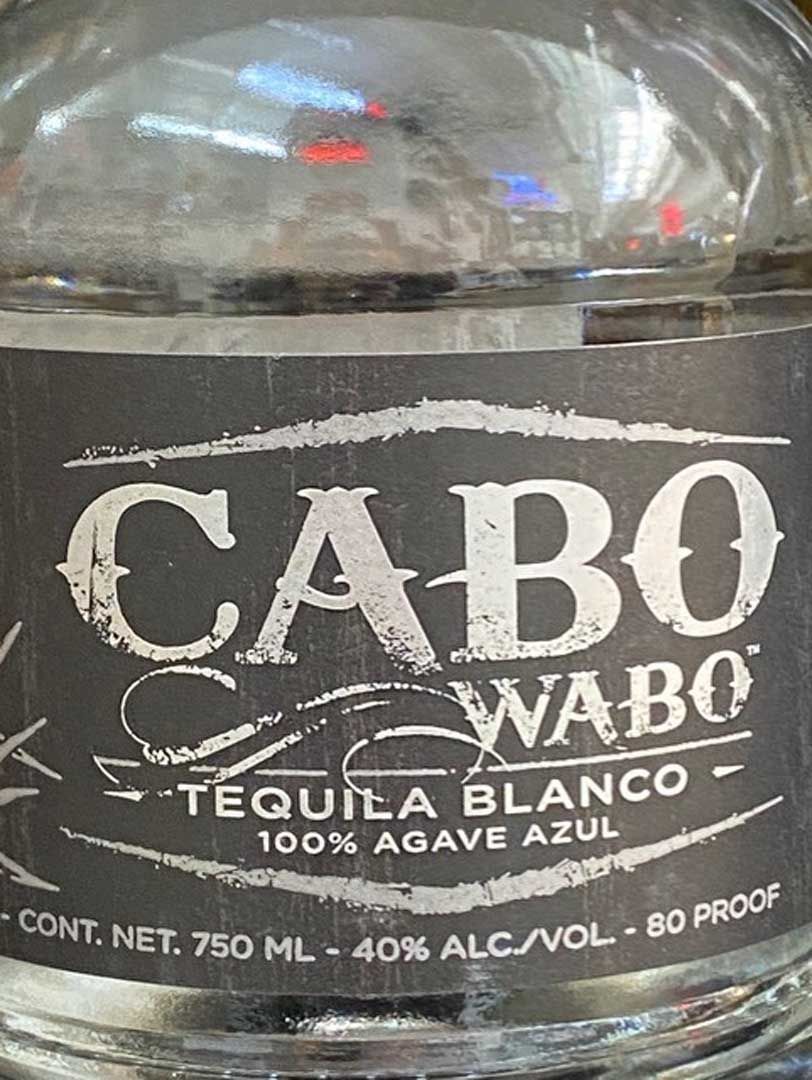 CABO
WABO™
TEQUILA BLANCO
100% AGAVE AZUL
- CONT. NET. 750 ML - 40% ALC./VOL. - 80 PROOF